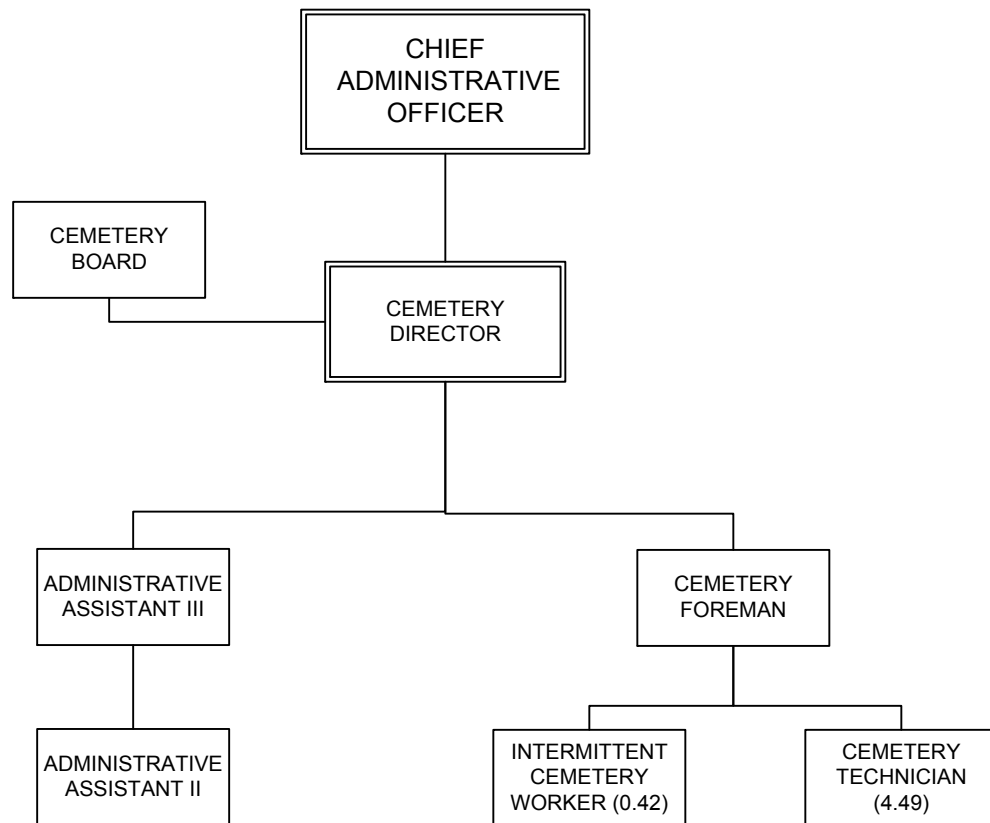 CHIEF
ADMINISTRATIVE
OFFICER
CEMETERY
BOARD
CEMETERY
DIRECTOR
ADMINISTRATIVE
ASSISTANT III
CEMETERY
FOREMAN
ADMINISTRATIVE
ASSISTANT II
INTERMITTENT
CEMETERY
WORKER (0.42)
CEMETERY
TECHNICIAN
(4.49)